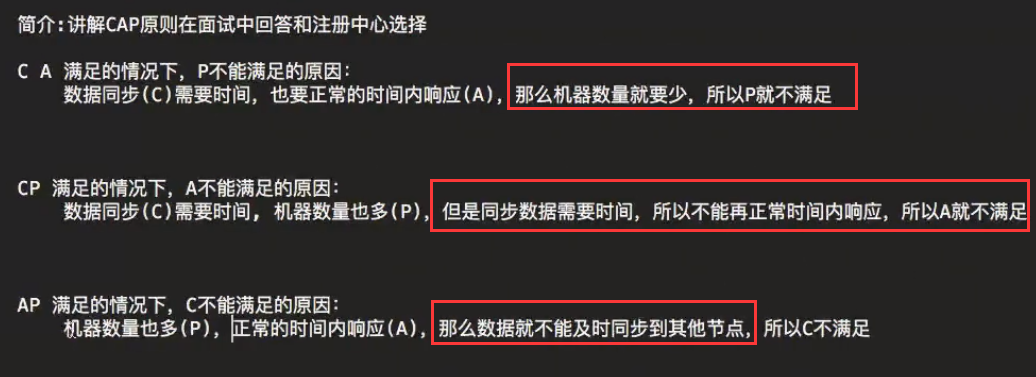 简介:讲解CAP原则在面试中回答和注册中心选择
C A 满足的情况下, P不能满足的原因:
数据同步(C)需要时间, 也要正常的时间内响应(A), 那么机器数量就要少, 所以P就不满足
CP 满足的情况下, A不能满足的原因:
数据同步(C)需要时间, 机器数量也多(P), 但是同步数据需要时间, 所以不能再正常时间内响应, 所以A就不满足
AP 满足的情况下, C不能满足的原因:
机器数量也多(P), 正常的时间内响应(A), 那么数据就不能及时同步到其他节点, 所以C不满足